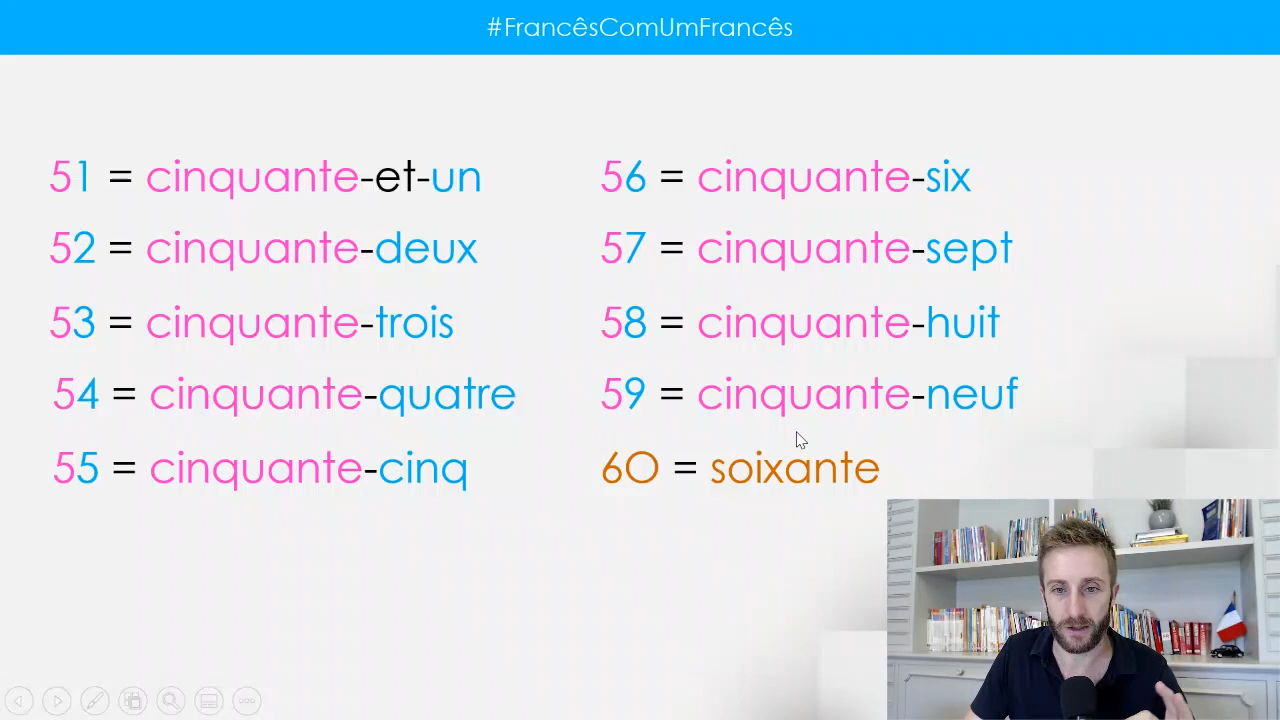 #FrancêsComUmFrancês
51 = cinquante-et-un
52 = cinquante-deux
53 = cinquante-trois
54 = cinquante-quatre
55 = cinquante-cinq
56 = cinquante-six
57 = cinquante-sept
58 = cinquante-huit
59 = cinquante-neuf
60 = soixante